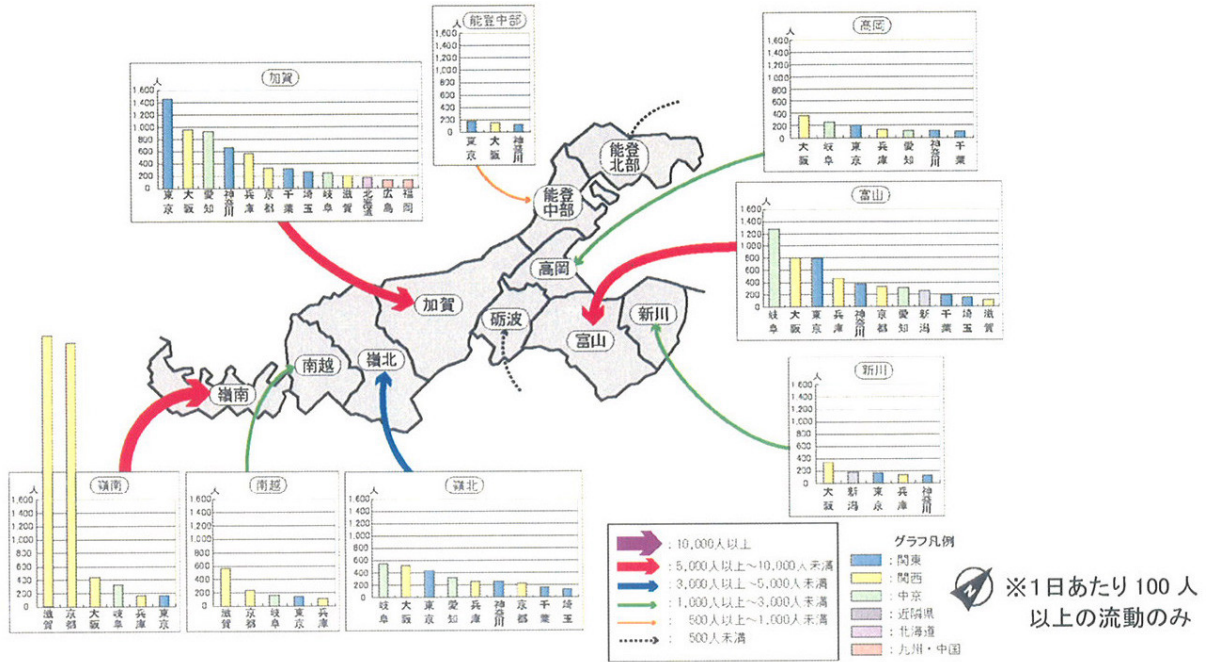 能登中部
人
1,600
1,400
1,200
1,000
800
600
400
200
0
東京
大阪
神奈川
高岡
人
1,600
1,400
1,200
1,000
800
600
400
200
0
大阪
岐阜
東京
兵庫
愛知
神奈川
千葉
加賀
人
1,600
1,400
1,200
1,000
800
600
400
200
0
東京
大阪
愛知
神奈川
兵庫
京都
千葉
埼玉
岐阜
滋賀
北海道
広島
福岡
能登北部
能登中部
高岡
加賀
砺波
富山
新川
南越
嶺北
嶺南
富山
人
1,600
1,400
1,200
1,000
800
600
400
200
0
岐阜
大阪
東京
兵庫
神奈川
京都
愛知
新潟
千葉
埼玉
滋賀
新川
人
1,600
1,400
1,200
1,000
800
600
400
200
0
大阪
新潟
東京
兵庫
神奈川
嶺南
人
1,600
1,400
1,200
1,000
800
600
400
200
0
滋賀
京都
大阪
岐阜
兵庫
東京
南越
人
1,600
1,400
1,200
1,000
800
600
400
200
0
滋賀
京都
岐阜
東京
兵庫
嶺北
人
1,600
1,400
1,200
1,000
800
600
400
200
0
岐阜
大阪
東京
愛知
兵庫
神奈川
京都
千葉
埼玉
: 10,000人以上
: 5,000人以上～10,000人未満
: 3,000人以上～5,000人未満
: 1,000人以上～3,000人未満
: 500人以上～1,000人未満
: 500人未満
グラフ凡例
: 関東
: 関西
: 中京
: 近隣県
: 北海道
: 九州・中国
※1日あたり100人
以上の流動のみ